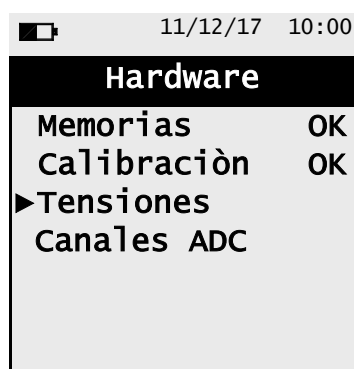 11/12/17 10:00
Hardware
Memorias OK
Calibraciòn OK
►Tensiones
Canales ADC